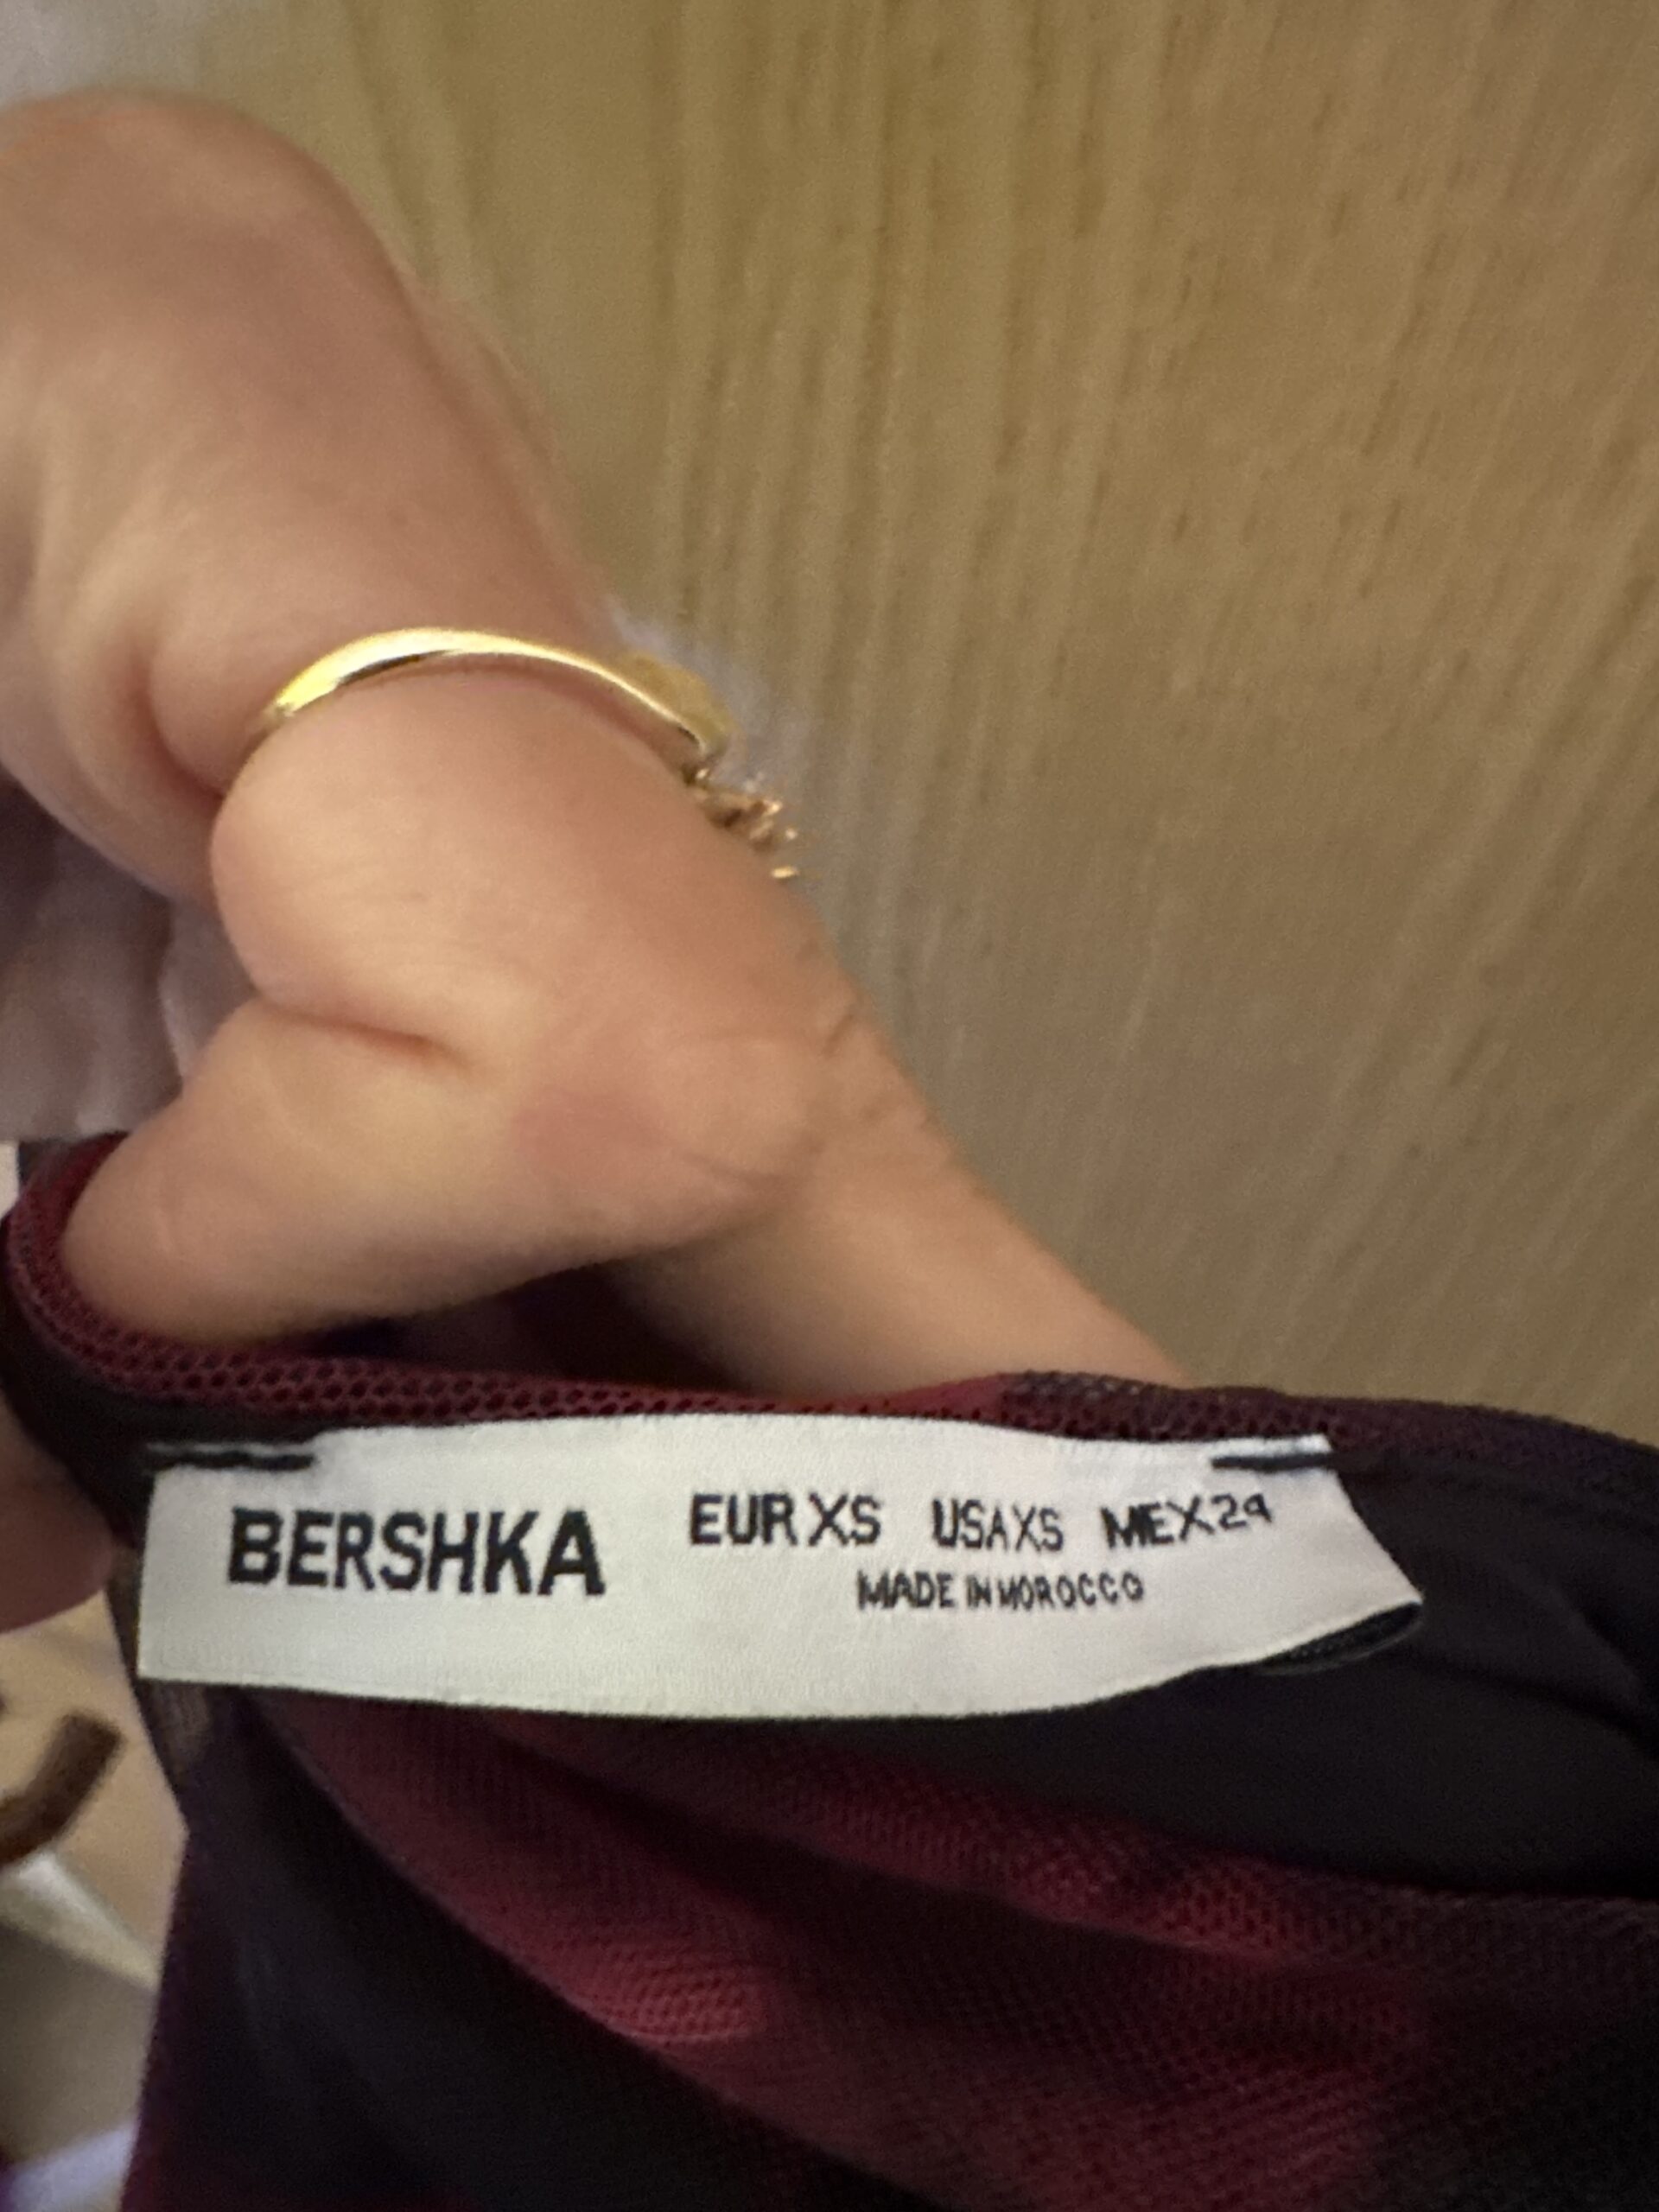 BERSHKA
EUR XS USA XS MEX 24
MADE IN MOROCCO